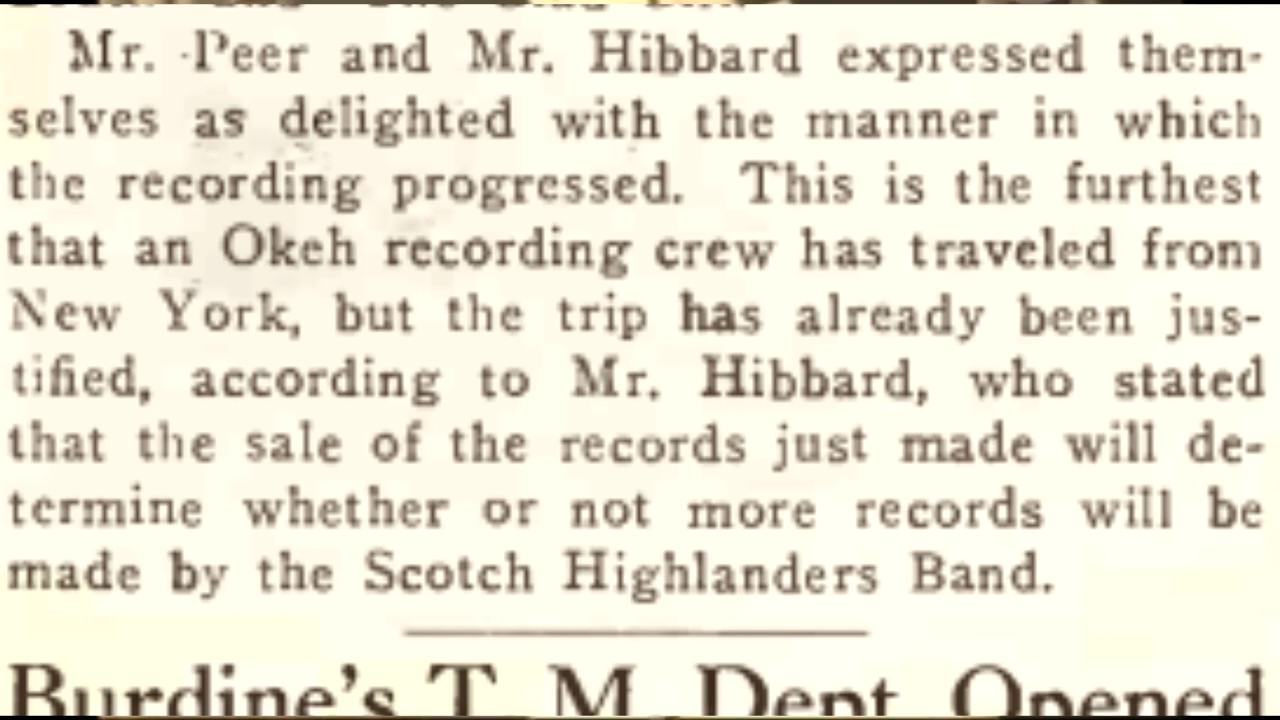 Mr. Peer and Mr. Hibbard expressed them-
selves as delighted with the manner in which
the recording progressed. This is the furthest
that an Okeh recording crew has traveled from
New York, but the trip has already been jus-
tified, according to Mr. Hibbard, who stated
that the sale of the records just made will de-
termine whether or not more records will be
made by the Scotch Highlanders Band.
Burdine's T. M. Dept. Opened